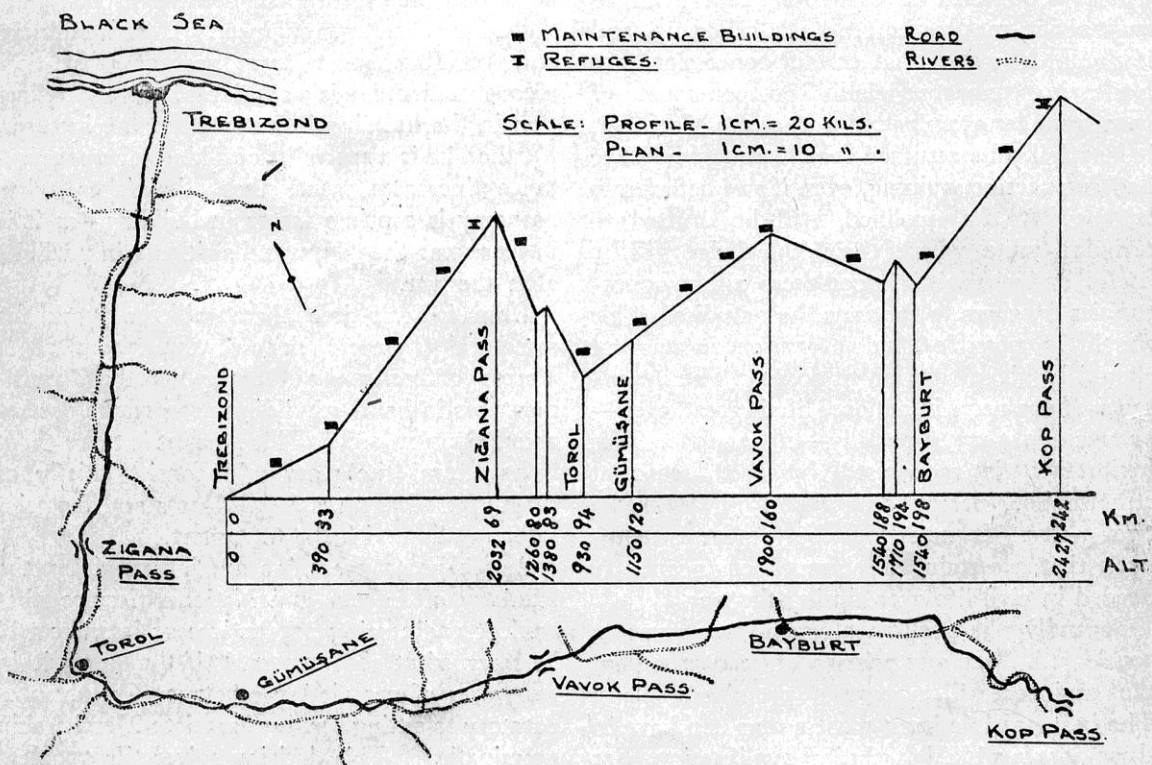 BLACK SEA
MAINTENANCE BUILDINGS
REFUGES.
ROAD
RIVERS
TREBIZOND
SCALE: PROFILE - 1CM. = 20 KILS.
PLAN - 1CM. = 10 " .
N
TREBIZOND
ZIĞANA PASS
TOROL
GÜMÜŞANE
VAVOK PASS
BAYBURT
KOP PASS
0 33 69 80 83 94 120 160 188 194 198 242 KM.
0 390 2032 1260 1380 930 1150 1900 1540 1710 1540 2427 ALT
ZIGANA
PASS
TOROL
GÜMÜŞANE
VAVOK PASS.
BAYBURT
KOP PASS.